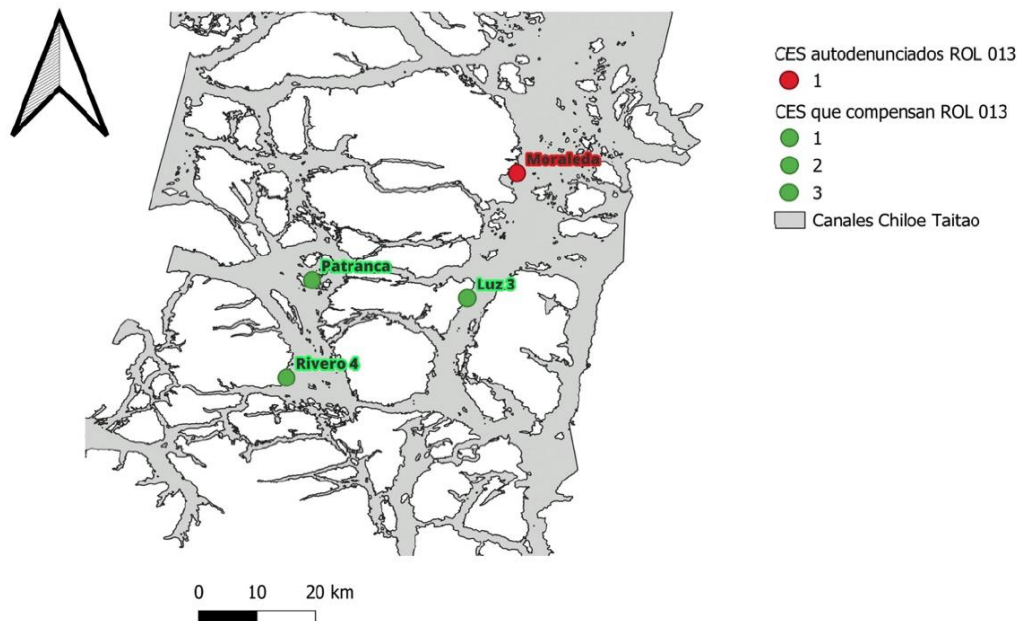 CES autodenunciados ROL 013
1
CES que compensan ROL 013
1
2
3
Canales Chiloe Taitao
Moraleda
Patranca
Luz 3
Rivero 4
0 10 20 km